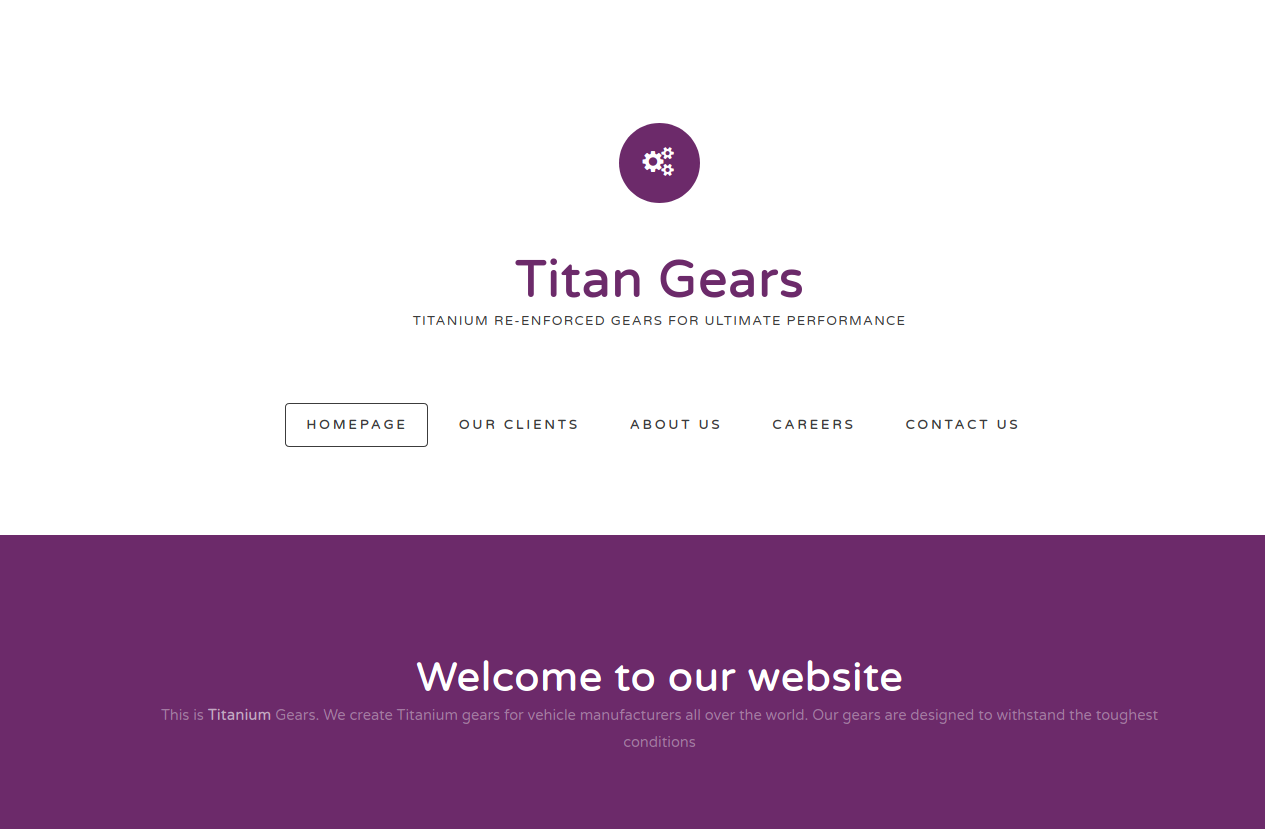 Titan Gears
TITANIUM RE-ENFORCED GEARS FOR ULTIMATE PERFORMANCE
HOMEPAGE OUR CLIENTS ABOUT US CAREERS CONTACT US
Welcome to our website
This is Titanium Gears. We create Titanium gears for vehicle manufacturers all over the world. Our gears are designed to withstand the toughest
conditions